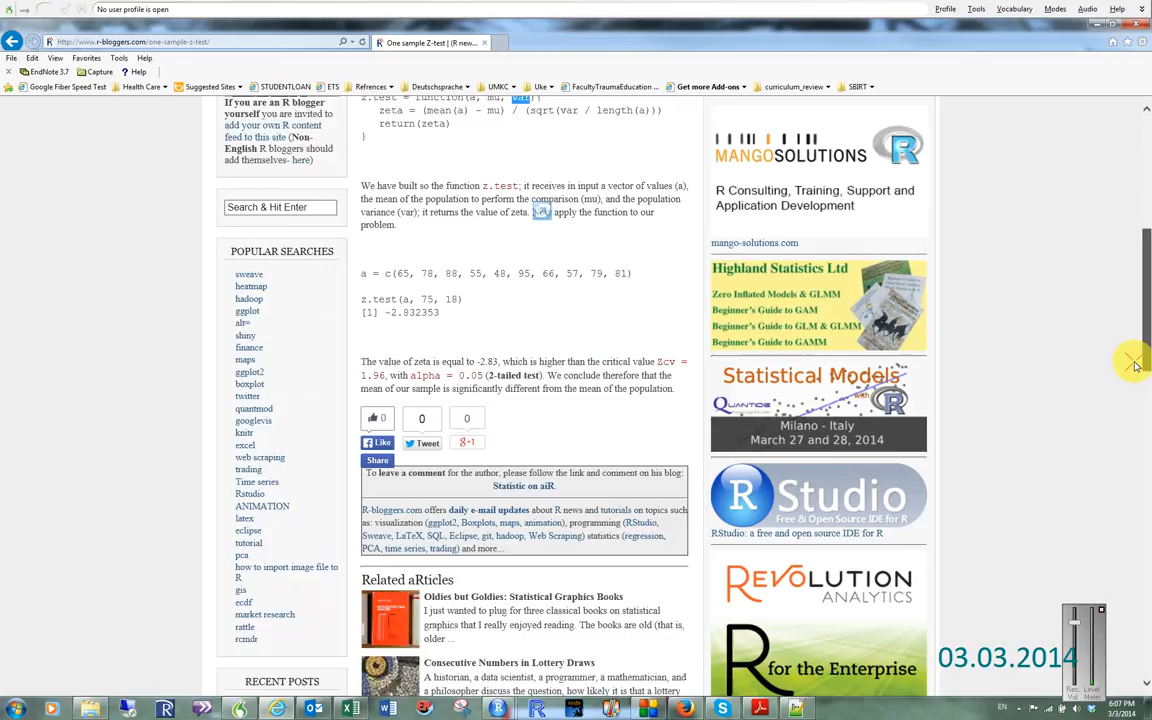 No user profile is open
Profile Tools Vocabulary Modes Audio Help
http://www.r-bloggers.com/one-sample-z-test/
One sample Z-test | (R new...
File Edit View Favorites Tools Help
EndNote 3.7 Capture Help
Google Fiber Speed Test Health Care Suggested Sites STUDENTLOAN ETS Refrences Deutschsprache UMKC Uke FacultyTraumaEducation ... Get more Add-ons curriculum_review SBIRT
If you are an R blogger
yourself you are invited to
add your own R content
feed to this site (Non-
English R bloggers should
add themselves- here)
Search & Hit Enter
POPULAR SEARCHES
sweave
heatmap
hadoop
ggplot
alt=
shiny
finance
maps
ggplot2
boxplot
twitter
quantmod
googlevis
knitr
excel
web scraping
trading
Time series
Rstudio
ANIMATION
latex
eclipse
tutorial
pca
how to import image file to
R
gis
ecdf
market research
rattle
rcmdr
RECENT POSTS
z.test = function(a, mu, var){
zeta = (mean(a) - mu) / (sqrt(var / length(a)))
return(zeta)
}
We have built so the function z.test; it receives in input a vector of values (a),
the mean of the population to perform the comparison (mu), and the population
variance (var); it returns the value of zeta. apply the function to our
problem.
a = c(65, 78, 88, 55, 48, 95, 66, 57, 79, 81)
z.test(a, 75, 18)
[1] -2.832353
The value of zeta is equal to -2.83, which is higher than the critical value Zcv =
1.96, with alpha = 0.05 (2-tailed test). We conclude therefore that the
mean of our sample is significantly different from the mean of the population.
0 0 0
Like Tweet +1
Share
To leave a comment for the author, please follow the link and comment on his blog:
Statistic on aiR.
R-bloggers.com offers daily e-mail updates about R news and tutorials on topics such
as: visualization (ggplot2, Boxplots, maps, animation), programming (RStudio,
Sweave, LaTeX, SQL, Eclipse, git, hadoop, Web Scraping) statistics (regression,
PCA, time series, trading) and more...
Related aRticles
Oldies but Goldies: Statistical Graphics Books
I just wanted to plug for three classical books on statistical
graphics that I really enjoyed reading. The books are old (that is,
older ...
Consecutive Numbers in Lottery Draws
A historian, a data scientist, a programmer, a mathematician, and
a philosopher discuss the question, how likely it is that a lottery
MANGOSOLUTIONS R
R Consulting, Training, Support and
Application Development
mango-solutions.com
Highland Statistics Ltd
Zero Inflated Models & GLMM
Beginner's Guide to GAM
Beginner's Guide to GLM & GLMM
Beginner's Guide to GAMM
Statistical Models
with R
QUANTIDE
Milano - Italy
March 27 and 28, 2014
R Studio
Free & Open Source IDE for R
RStudio: a free and open source IDE for R
REVOLUTION
ANALYTICS
R for the Enterprise
03.03.2014
Rec. Vol Level Meter
EN
6:07 PM
3/3/2014